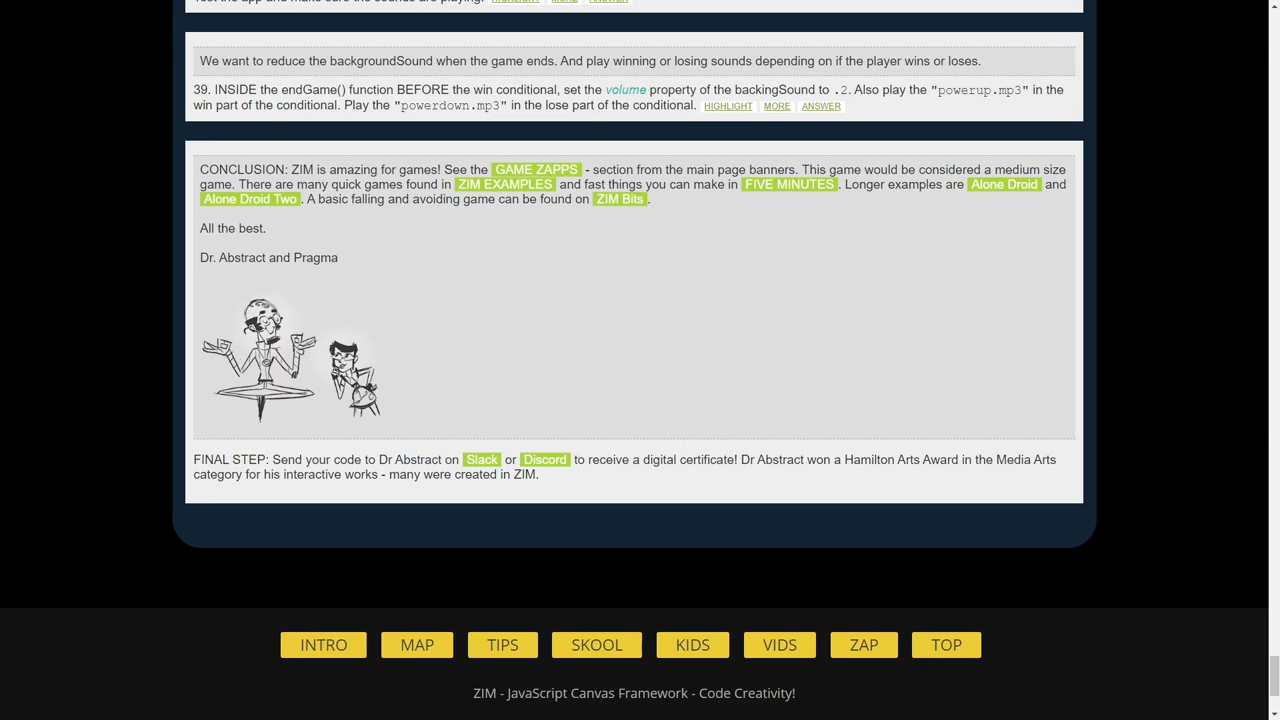 We want to reduce the backgroundSound when the game ends. And play winning or losing sounds depending on if the player wins or loses.
39. INSIDE the endGame() function BEFORE the win conditional, set the volume property of the backingSound to .2. Also play the "powerup.mp3" in the
win part of the conditional. Play the "powerdown.mp3" in the lose part of the conditional. HIGHLIGHT MORE ANSWER
CONCLUSION: ZIM is amazing for games! See the GAME ZAPPS - section from the main page banners. This game would be considered a medium size
game. There are many quick games found in ZIM EXAMPLES and fast things you can make in FIVE MINUTES. Longer examples are Alone Droid and
Alone Droid Two. A basic falling and avoiding game can be found on ZIM Bits.
All the best.
Dr. Abstract and Pragma
FINAL STEP: Send your code to Dr Abstract on Slack or Discord to receive a digital certificate! Dr Abstract won a Hamilton Arts Award in the Media Arts
category for his interactive works - many were created in ZIM.
INTRO MAP TIPS SKOOL KIDS VIDS ZAP TOP
ZIM - JavaScript Canvas Framework - Code Creativity!